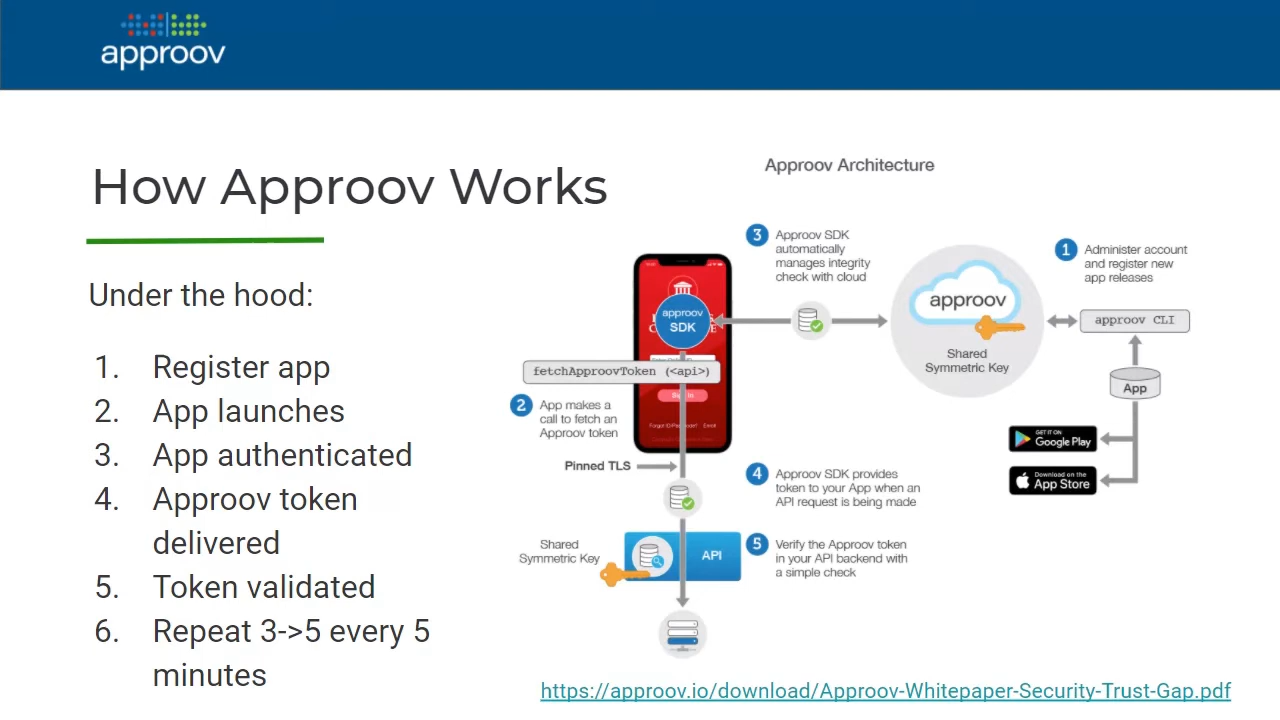 approov
How Approov Works
Under the hood:
1. Register app
2. App launches
3. App authenticated
4. Approov token
delivered
5. Token validated
6. Repeat 3->5 every 5
minutes
Approov Architecture
3 Approov SDK
automatically
manages integrity
check with cloud
1 Administer account
and register new
app releases
approov
SDK
approov
Shared
Symmetric Key
approov CLI
App
GET IT ON
Google Play
Download on the
App Store
fetchApproovToken (<api>)
Sign In
2 App makes a
call to fetch an
Approov token
Pinned TLS
4 Approov SDK provides
token to your App when an
API request is being made
Shared
Symmetric Key
API
5 Verify the Approov token
in your API backend with
a simple check
https://approov.io/download/Approov-Whitepaper-Security-Trust-Gap.pdf